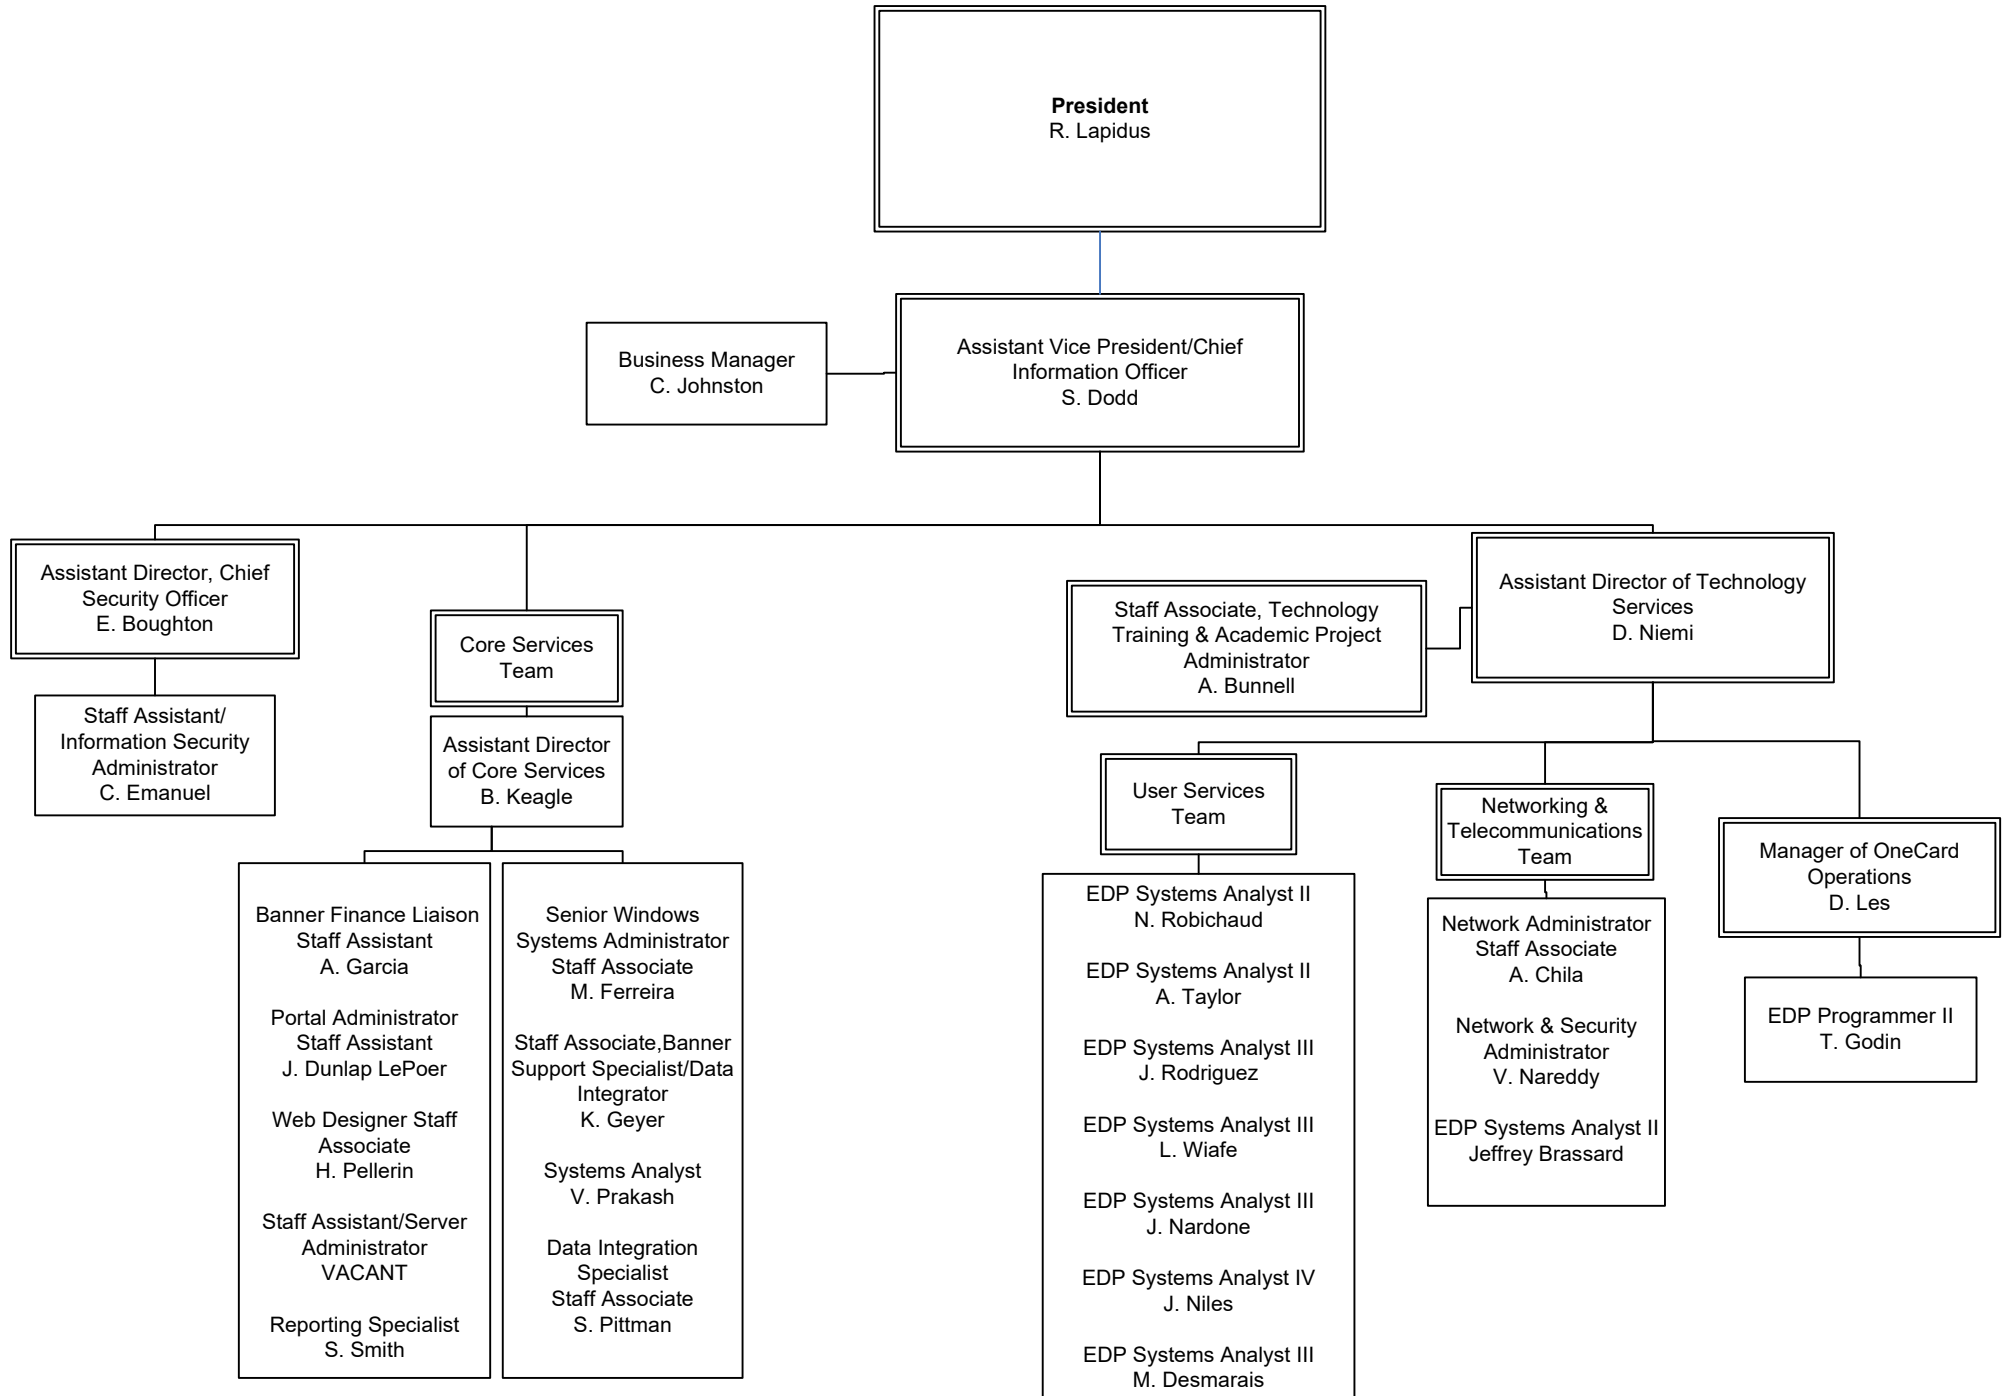 President
R. Lapidus
Business Manager
C. Johnston
Assistant Vice President/Chief
Information Officer
S. Dodd
Assistant Director, Chief
Security Officer
E. Boughton
Staff Assistant/
Information Security
Administrator
C. Emanuel
Core Services
Team
Assistant Director
of Core Services
B. Keagle
Banner Finance Liaison
Staff Assistant
A. Garcia
Portal Administrator
Staff Assistant
J. Dunlap LePoer
Web Designer Staff
Associate
H. Pellerin
Staff Assistant/Server
Administrator
VACANT
Reporting Specialist
S. Smith
Senior Windows
Systems Administrator
Staff Associate
M. Ferreira
Staff Associate,Banner
Support Specialist/Data
Integrator
K. Geyer
Systems Analyst
V. Prakash
Data Integration
Specialist
Staff Associate
S. Pittman
Staff Associate, Technology
Training & Academic Project
Administrator
A. Bunnell
Assistant Director of Technology
Services
D. Niemi
User Services
Team
EDP Systems Analyst II
N. Robichaud
EDP Systems Analyst II
A. Taylor
EDP Systems Analyst III
J. Rodriguez
EDP Systems Analyst III
L. Wiafe
EDP Systems Analyst III
J. Nardone
EDP Systems Analyst IV
J. Niles
EDP Systems Analyst III
M. Desmarais
Networking &
Telecommunications
Team
Network Administrator
Staff Associate
A. Chila
Network & Security
Administrator
V. Nareddy
EDP Systems Analyst II
Jeffrey Brassard
Manager of OneCard
Operations
D. Les
EDP Programmer II
T. Godin